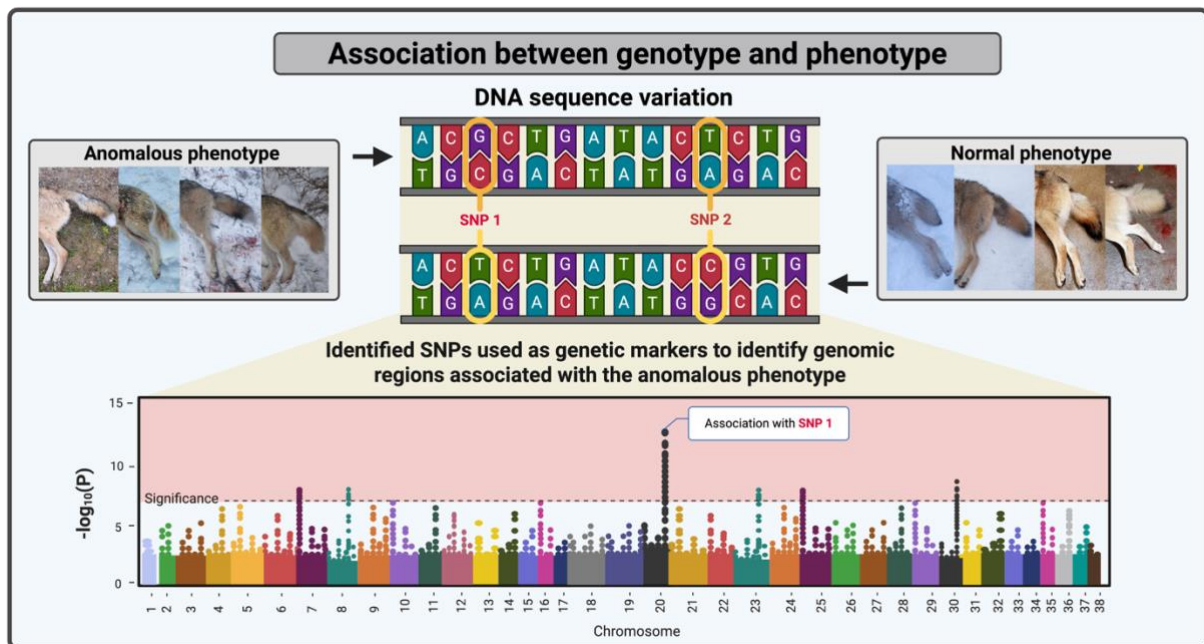 Association between genotype and phenotype
DNA sequence variation
Anomalous phenotype
A C G C T G A T A C T C T G
T G C G A C T A T G A G A C
SNP 1 SNP 2
A C T C T G A T A C C G T G
T G A G A C T A T G G C A C
Normal phenotype
Identified SNPs used as genetic markers to identify genomic
regions associated with the anomalous phenotype
-log10(P)
15
10
5
0
Significance
Association with SNP 1
1 2 3 4 5 6 7 8 9 10 11 12 13 14 15 16 17 18 19 20 21 22 23 24 25 26 27 28 29 30 31 32 33 34 35 36 37 38
Chromosome